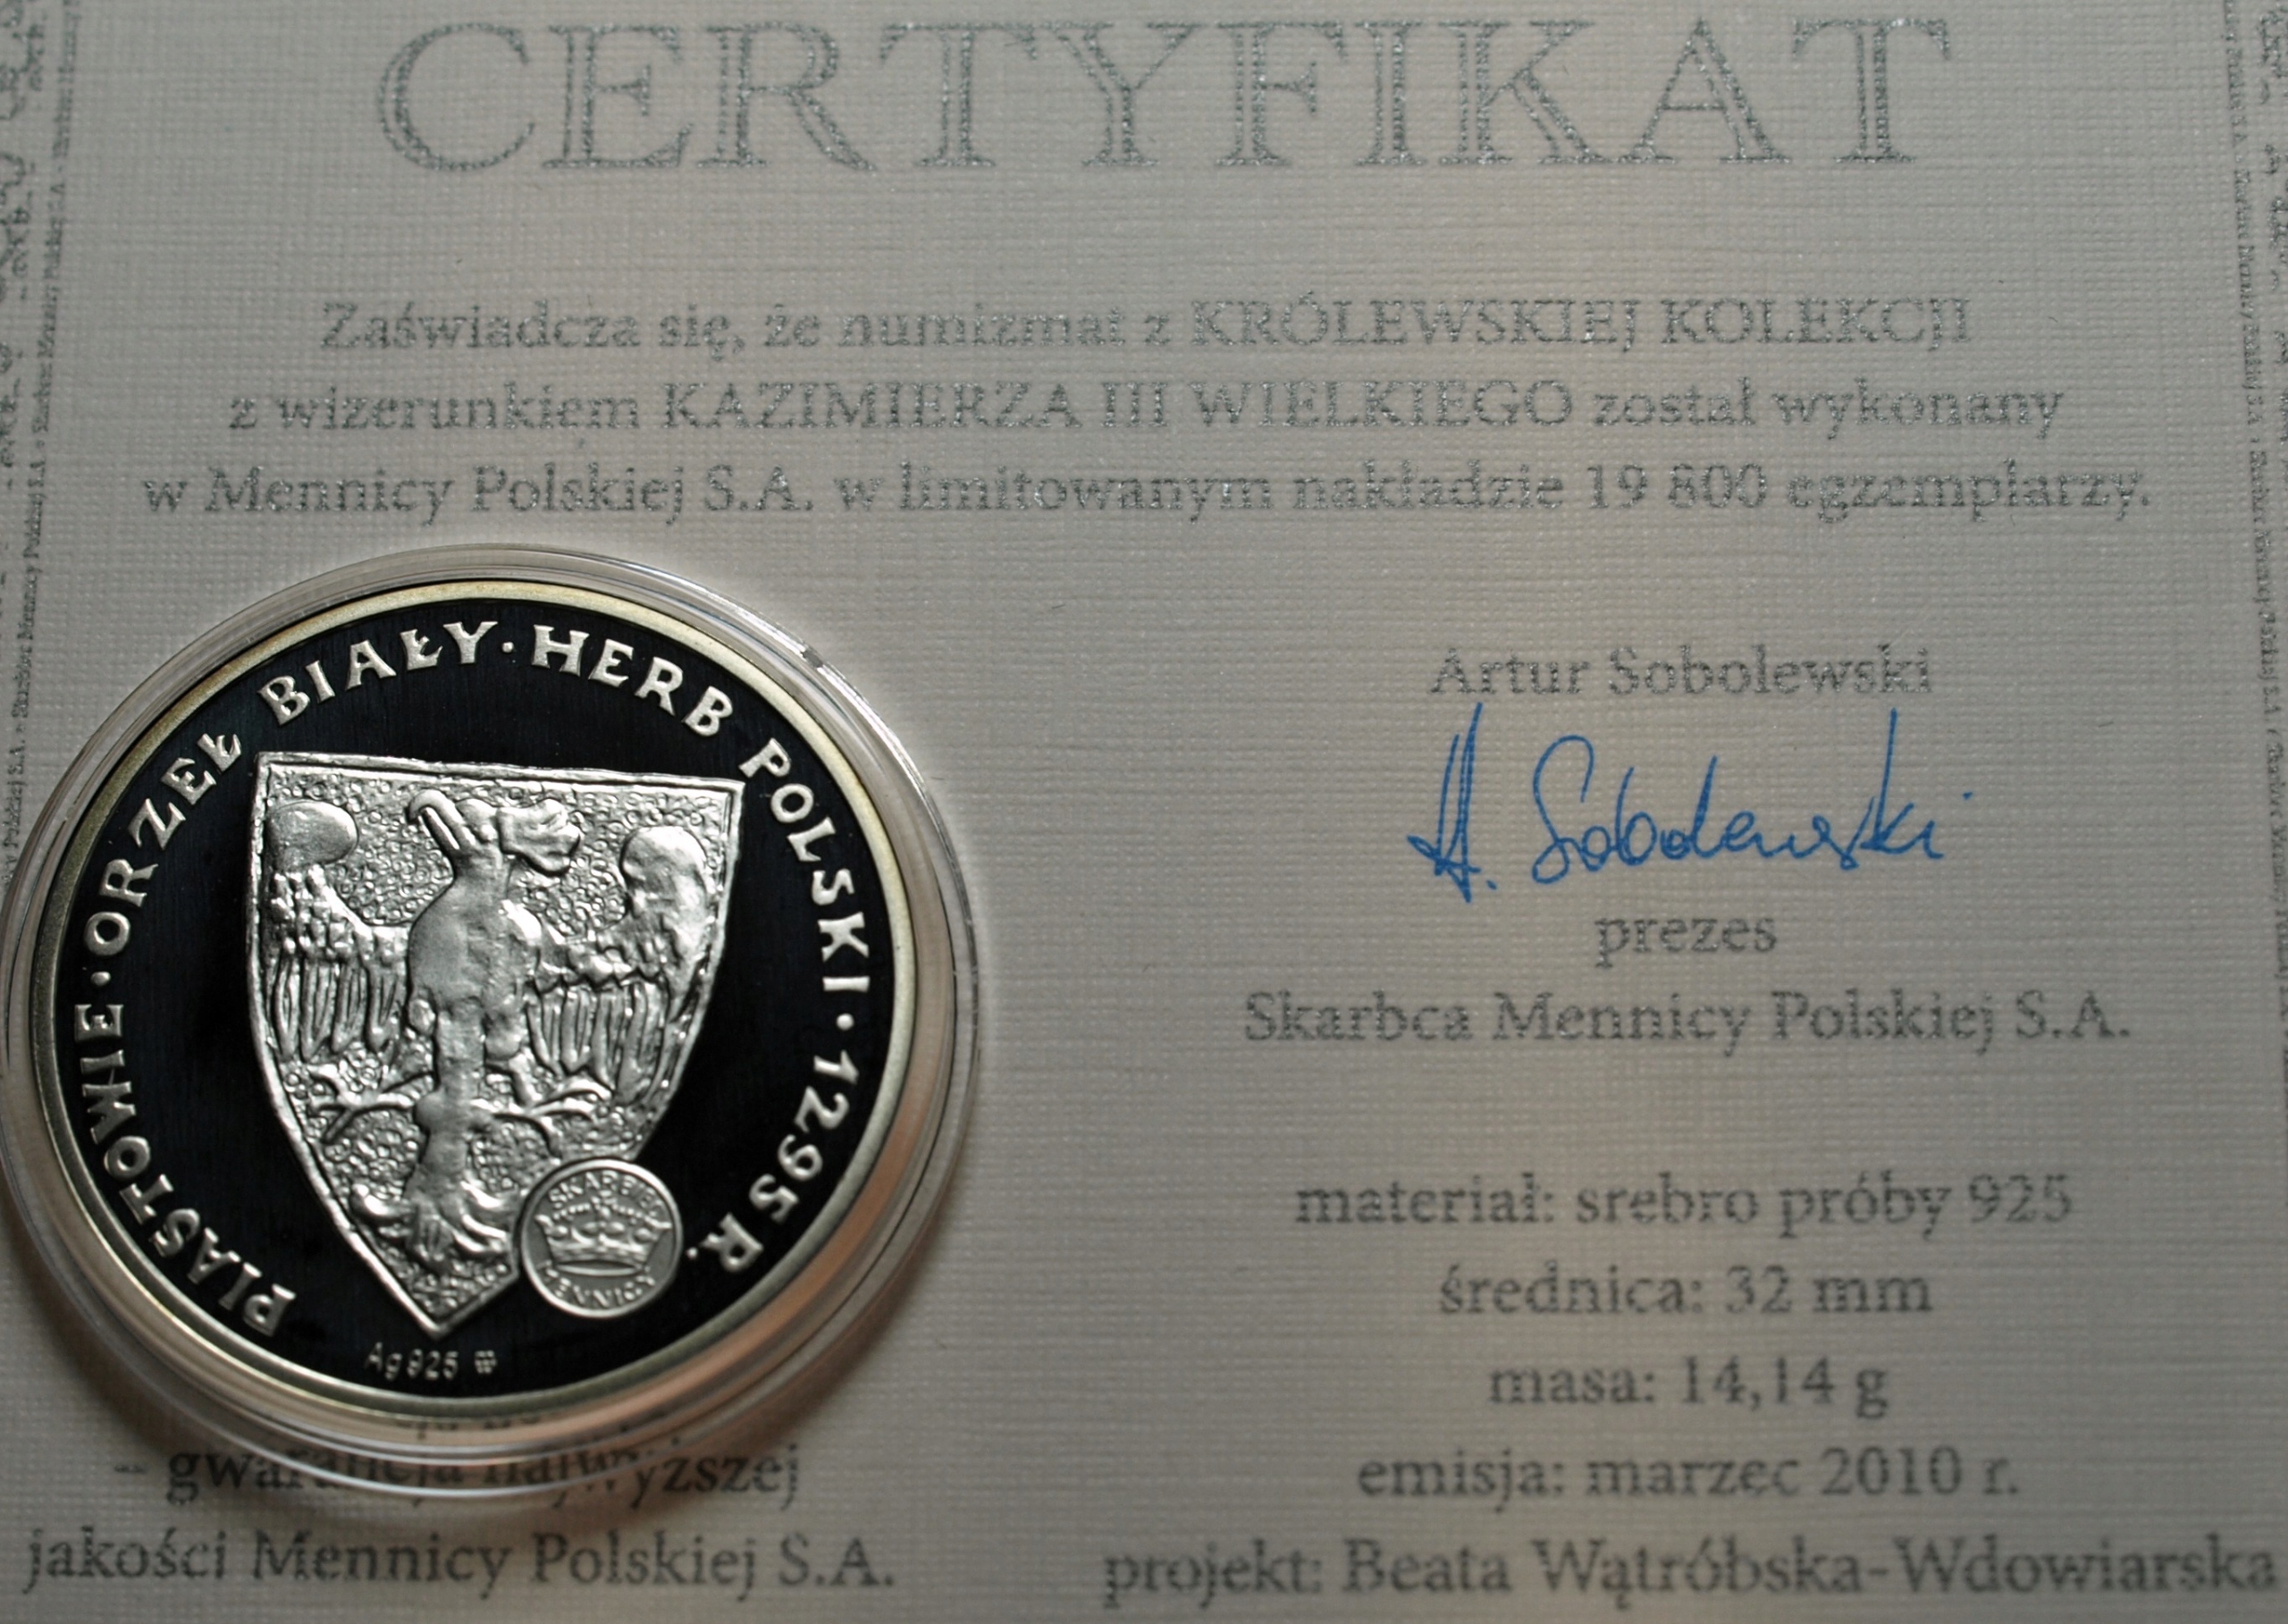 CERTYFIKAT
Zaświadcza się, że numizmat z KRÓLEWSKIEJ KOLEKCJI
z wizerunkiem KAZIMIERZA III WIELKIEGO został wykonany
w Mennicy Polskiej S.A. w limitowanym nakładzie 19 800 egzemplarzy.
PIASTOWIE · ORZEŁ BIAŁY · HERB POLSKI · 1295 R.
SKARBIEC
MENNICY
Ag 925
Artur Sobolewski
A. Sobolewski
prezes
Skarbca Mennicy Polskiej S.A.
materiał: srebro próby 925
średnica: 32 mm
masa: 14,14 g
emisja: marzec 2010 r.
projekt: Beata Wątróbska-Wdowiarska
– gwarancja najwyższej
jakości Mennicy Polskiej S.A.